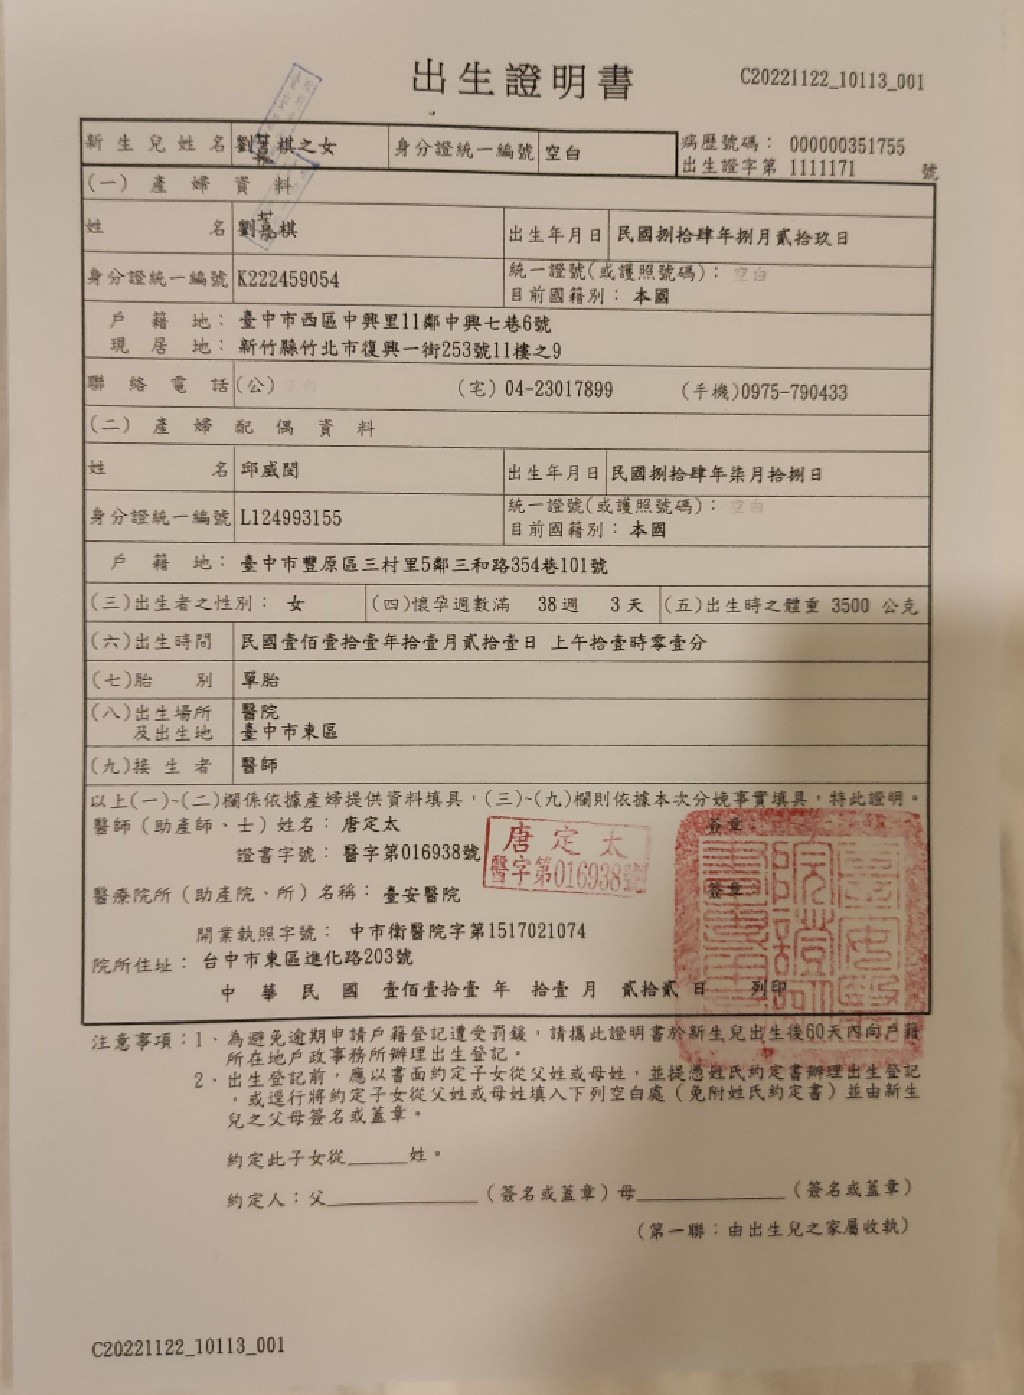 出生證明書
C20221122_10113_001
新生兒姓名 劉 棋之女 身分證統一編號 空白
病歷號碼： 000000351755
出生證字第 1111171 號
(一) 產婦資料
姓名 劉 棋 出生年月日 民國捌拾肆年捌月貳拾玖日
身分證統一編號 K222459054 統一證號(或護照號碼)： 空白
目前國籍別： 本國
戶籍地： 臺中市西區中興里11鄰中興七巷6號
現居地： 新竹縣竹北市復興一街253號11樓之9
聯絡電話 (公) 空白 (宅) 04-23017899 (手機)0975-790433
(二) 產婦配偶資料
姓名 邱威閔 出生年月日 民國捌拾肆年柒月拾捌日
身分證統一編號 L124993155 統一證號(或護照號碼)： 空白
目前國籍別： 本國
戶籍地： 臺中市豐原區三村里5鄰三和路354巷101號
(三)出生者之性別： 女 (四)懷孕週數滿 38週 3天 (五)出生時之體重 3500 公克
(六)出生時間 民國壹佰壹拾壹年拾壹月貳拾壹日 上午拾壹時零壹分
(七)胎別 單胎
(八)出生場所 醫院
及出生地 臺中市東區
(九)接生者 醫師
以上(一)~(二)欄係依據產婦提供資料填具，(三)~(九)欄則依據本次分娩事實填具，特此證明。
醫師（助產師、士）姓名： 唐定太 簽章：
唐定太
證書字號： 醫字第016938號
醫字第016938號
醫療院所（助產院、所）名稱： 臺安醫院 簽章：
開業執照字號： 中市衛醫院字第1517021074
院所住址： 台中市東區進化路203號
中華民國 壹佰壹拾壹 年 拾壹 月 貳拾貳 日 列印
注意事項：1、為避免逾期申請戶籍登記遭受罰鍰，請攜此證明書於新生兒出生後60天內向戶籍
所在地戶政事務所辦理出生登記。
2、出生登記前，應以書面約定子女從父姓或母姓，並提憑姓氏約定書辦理出生登記
，或逕行將約定子女從父姓或母姓填入下列空白處（免附姓氏約定書）並由新生
兒之父母簽名或蓋章。
約定此子女從______姓。
約定人：父______________（簽名或蓋章）母______________（簽名或蓋章）
（第一聯：由出生兒之家屬收執）
C20221122_10113_001